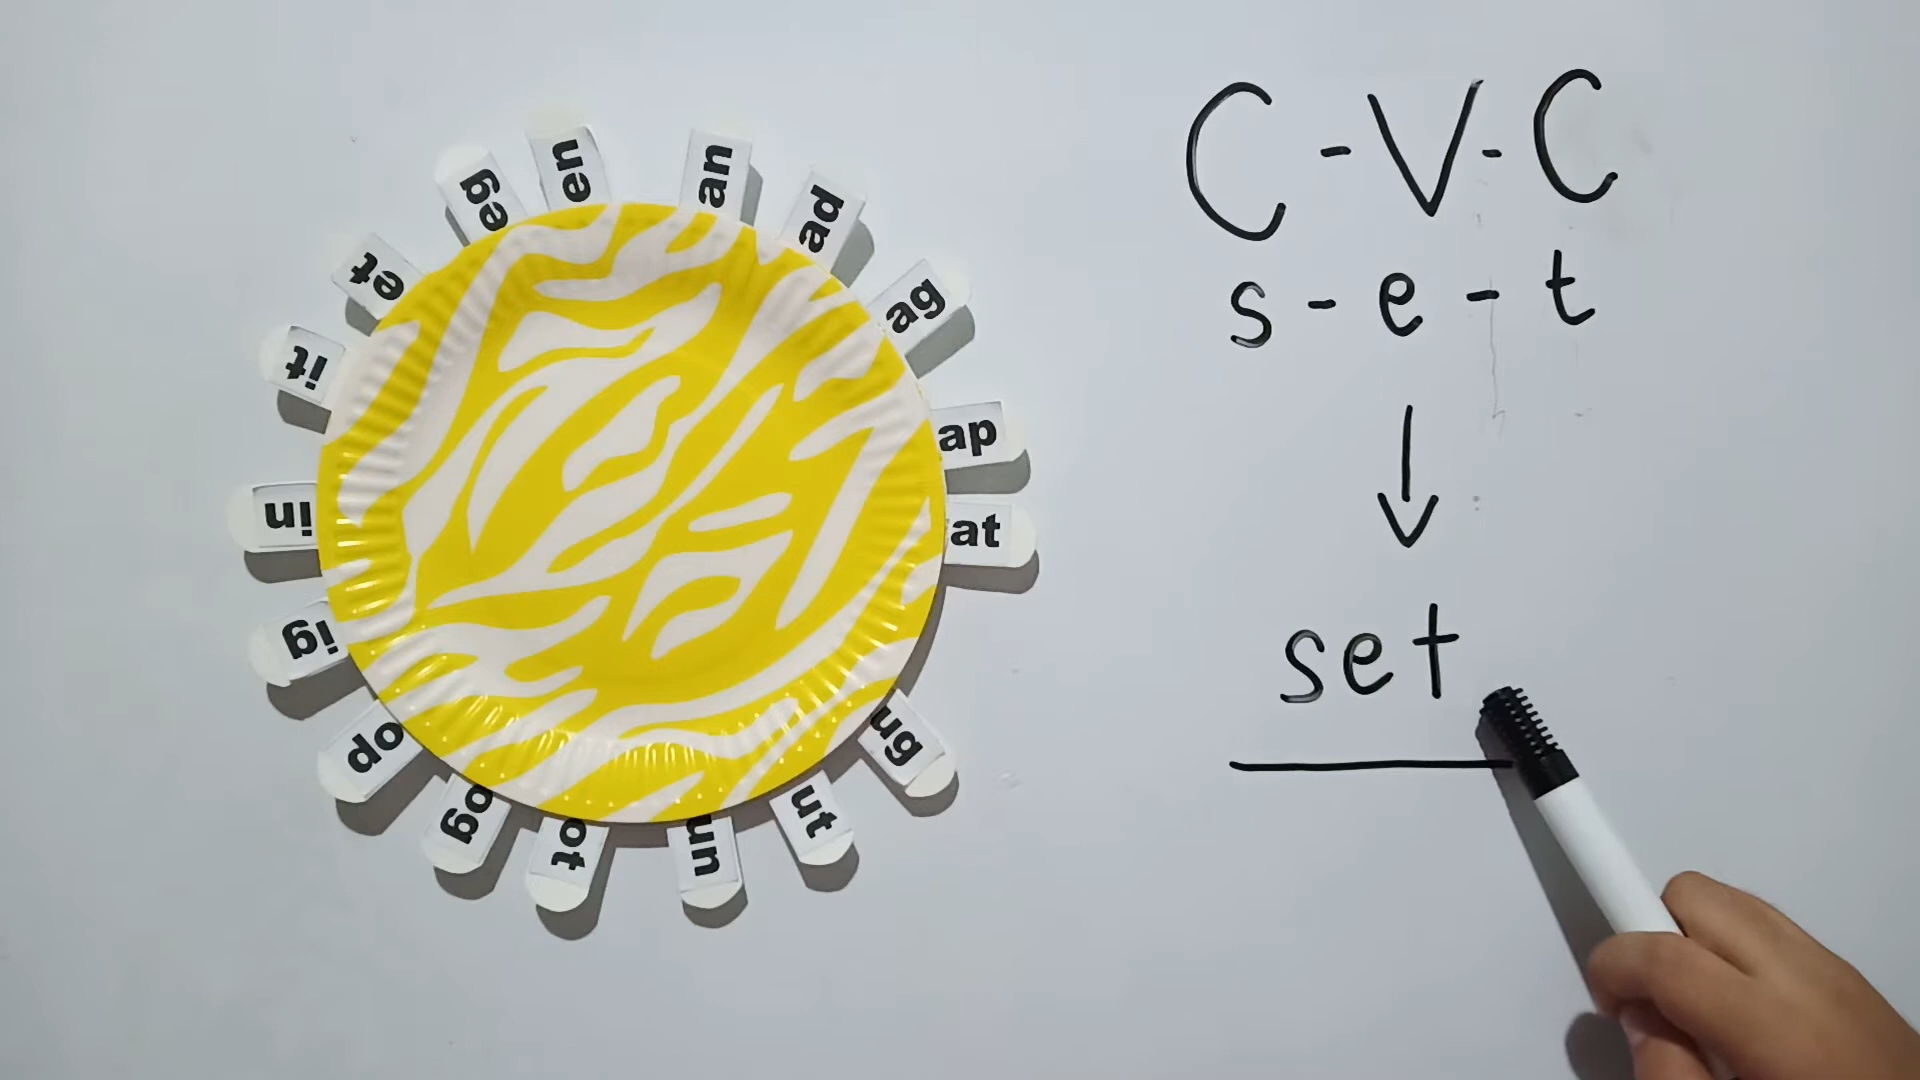 C-V-C
s-e-t
set
en
an
eg
ad
et
ag
it
ap
in
at
ig
op
ug
og
ut
ot
un